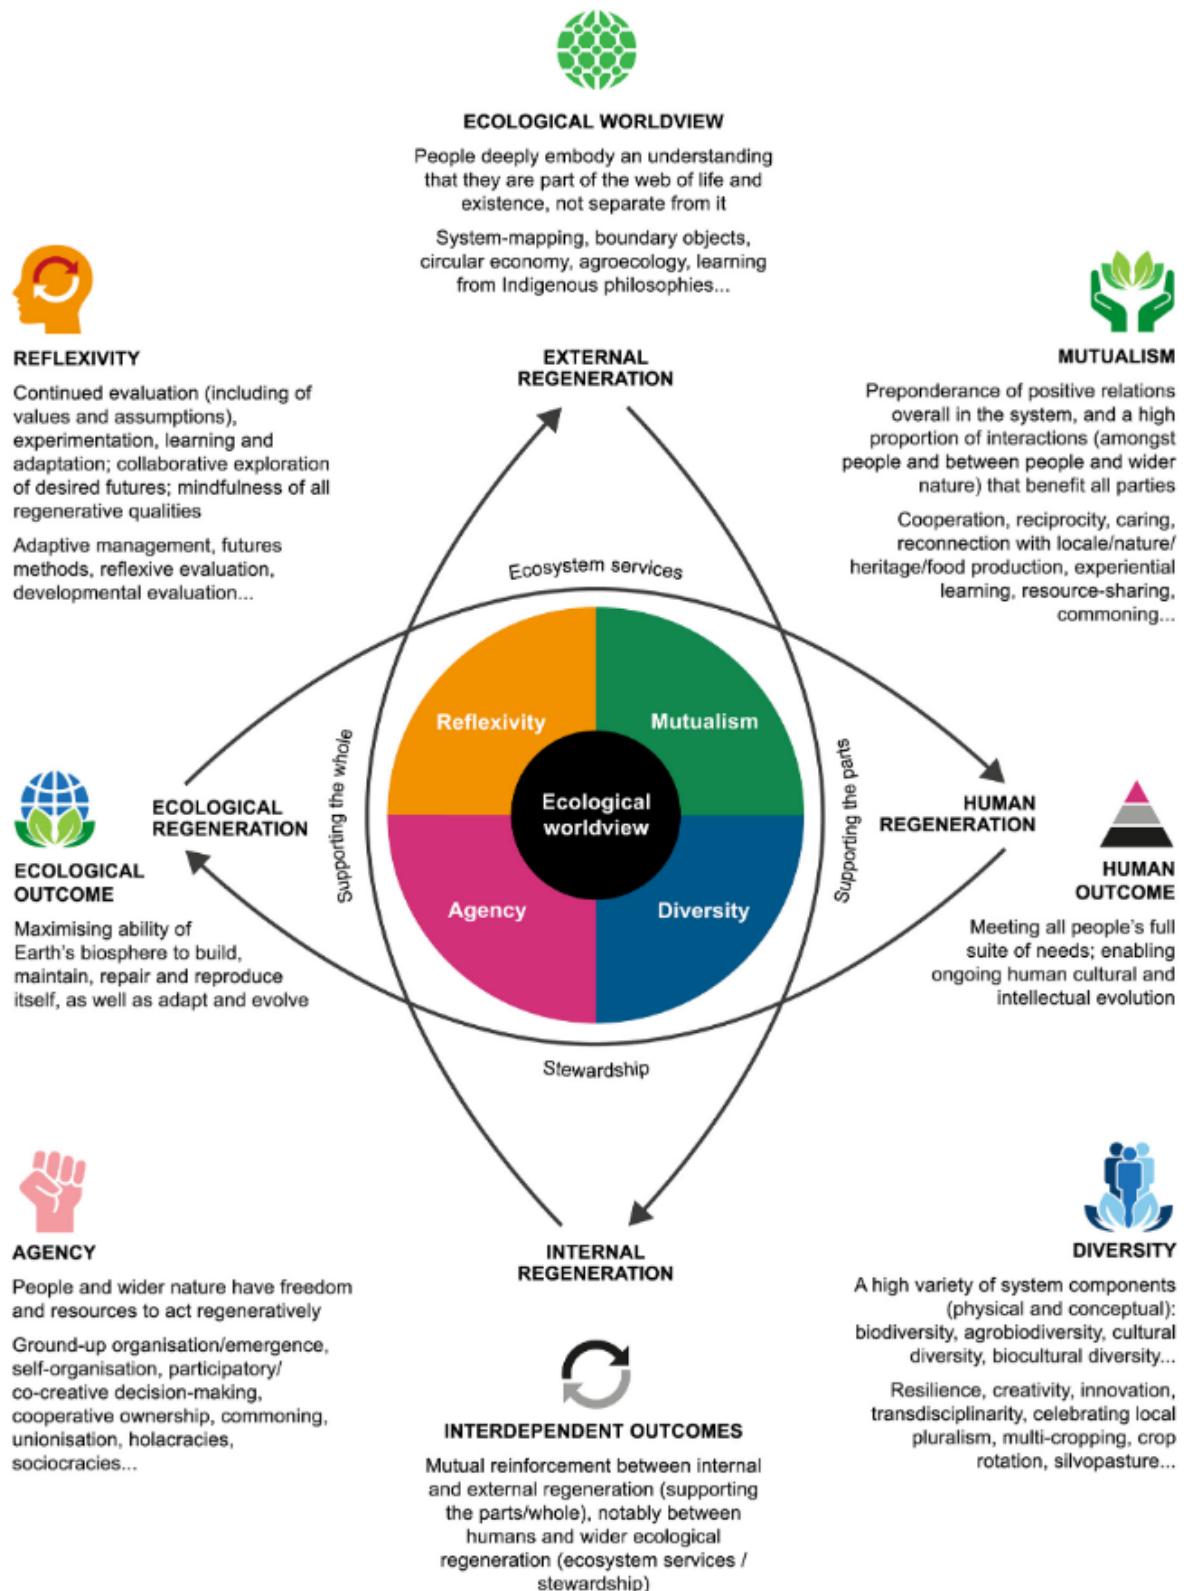 ECOLOGICAL WORLDVIEW
People deeply embody an understanding
that they are part of the web of life and
existence, not separate from it
System-mapping, boundary objects,
circular economy, agroecology, learning
from Indigenous philosophies...
REFLEXIVITY
Continued evaluation (including of
values and assumptions),
experimentation, learning and
adaptation; collaborative exploration
of desired futures; mindfulness of all
regenerative qualities
Adaptive management, futures
methods, reflexive evaluation,
developmental evaluation...
EXTERNAL
REGENERATION
MUTUALISM
Preponderance of positive relations
overall in the system, and a high
proportion of interactions (amongst
people and between people and wider
nature) that benefit all parties
Cooperation, reciprocity, caring,
reconnection with locale/nature/
heritage/food production, experiential
learning, resource-sharing,
commoning...
Ecosystem services
Supporting the whole
Reflexivity
Mutualism
Ecological
worldview
Agency
Diversity
Supporting the parts
Stewardship
ECOLOGICAL
REGENERATION
ECOLOGICAL
OUTCOME
Maximising ability of
Earth's biosphere to build,
maintain, repair and reproduce
itself, as well as adapt and evolve
HUMAN
REGENERATION
HUMAN
OUTCOME
Meeting all people's full
suite of needs; enabling
ongoing human cultural and
intellectual evolution
AGENCY
People and wider nature have freedom
and resources to act regeneratively
Ground-up organisation/emergence,
self-organisation, participatory/
co-creative decision-making,
cooperative ownership, commoning,
unionisation, holacracies,
sociocracies...
INTERNAL
REGENERATION
INTERDEPENDENT OUTCOMES
Mutual reinforcement between internal
and external regeneration (supporting
the parts/whole), notably between
humans and wider ecological
regeneration (ecosystem services /
stewardship)
DIVERSITY
A high variety of system components
(physical and conceptual):
biodiversity, agrobiodiversity, cultural
diversity, biocultural diversity...
Resilience, creativity, innovation,
transdisciplinarity, celebrating local
pluralism, multi-cropping, crop
rotation, silvopasture...